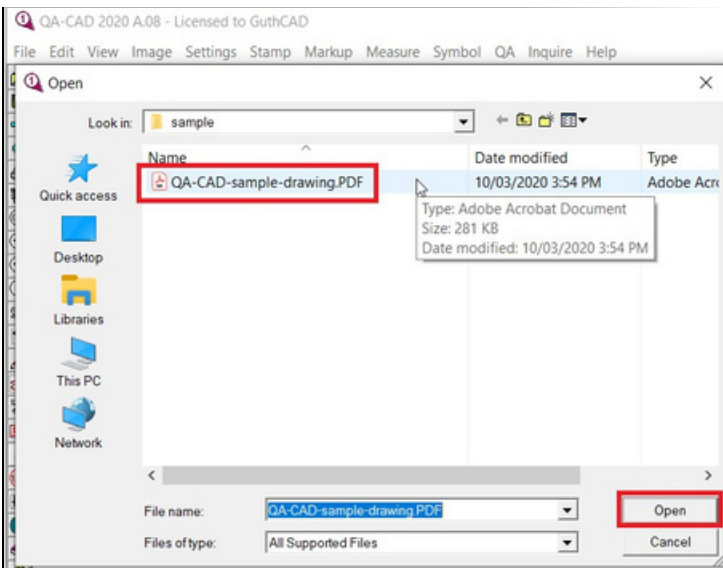 QA-CAD 2020 A.08 - Licensed to GuthCAD
File Edit View Image Settings Stamp Markup Measure Symbol QA Inquire Help
Open
Look in: sample
Name Date modified Type
QA-CAD-sample-drawing.PDF 10/03/2020 3:54 PM Adobe Acr
Type: Adobe Acrobat Document
Size: 281 KB
Date modified: 10/03/2020 3:54 PM
Quick access
Desktop
Libraries
This PC
Network
File name: QA-CAD-sample-drawing.PDF Open
Files of type: All Supported Files Cancel